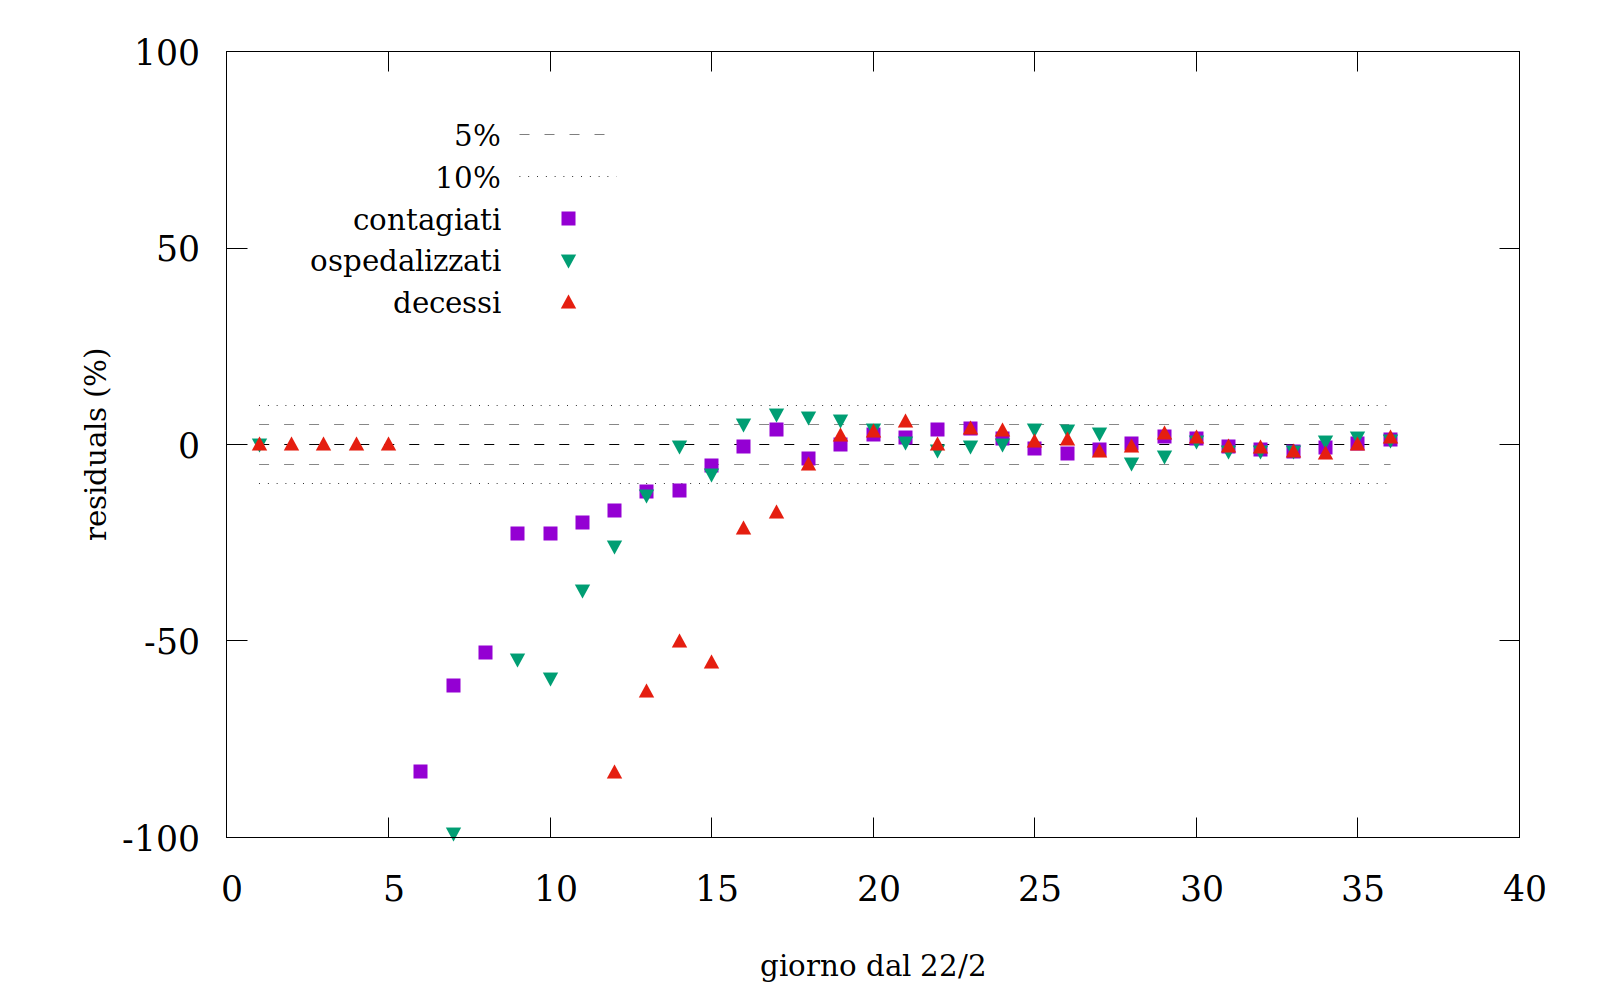 100
50
0
-50
-100
residuals (%)
5%
10%
contagiati
ospedalizzati
decessi
0 5 10 15 20 25 30 35 40
giorno dal 22/2